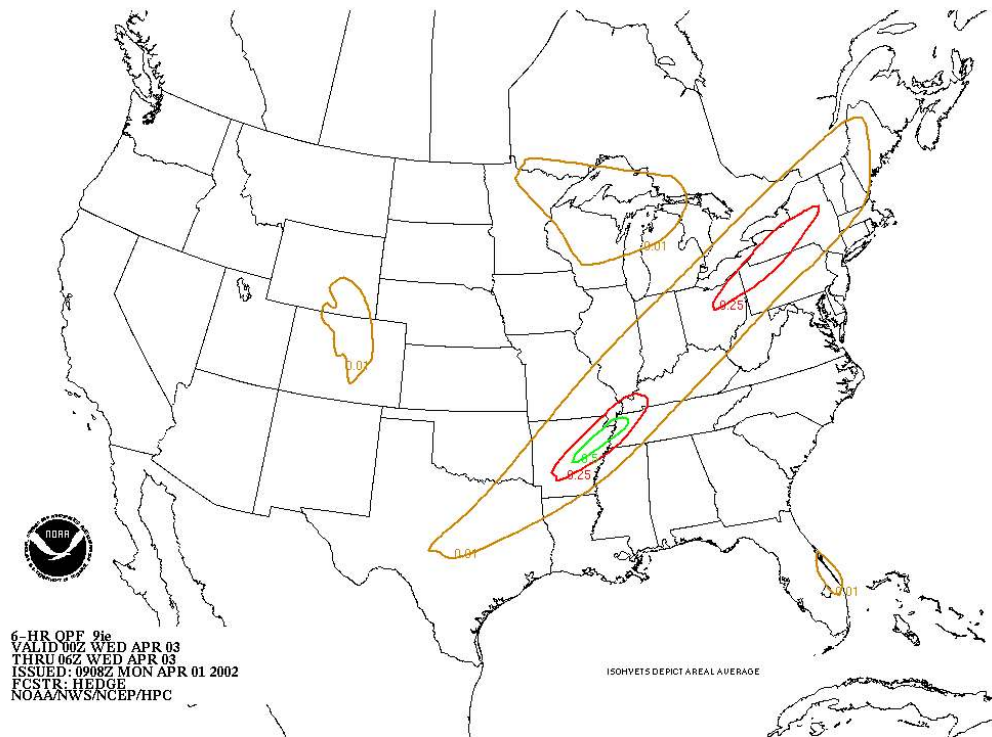 0.01
0.25
0.01
0.5
0.25
0.01
0.01
NOAA
6-HR QPF 9ie
VALID 00Z WED APR 03
THRU 06Z WED APR 03
ISSUED: 0908Z MON APR 01 2002
FCSTR: HEDGE
NOAA/NWS/NCEP/HPC
ISOHYETS DEPICT AREAL AVERAGE